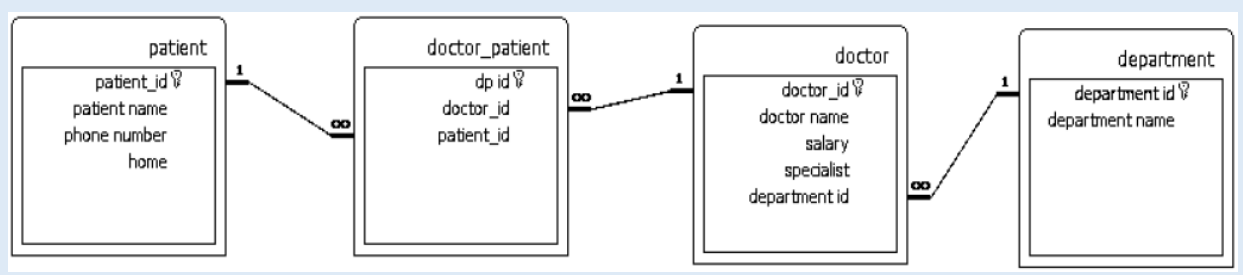 patient
patient_id
patient name
phone number
home
1
∞
doctor_patient
dp id
doctor_id
patient_id
∞
1
doctor
doctor_id
doctor name
salary
specialist
department id
∞
1
department
department id
department name